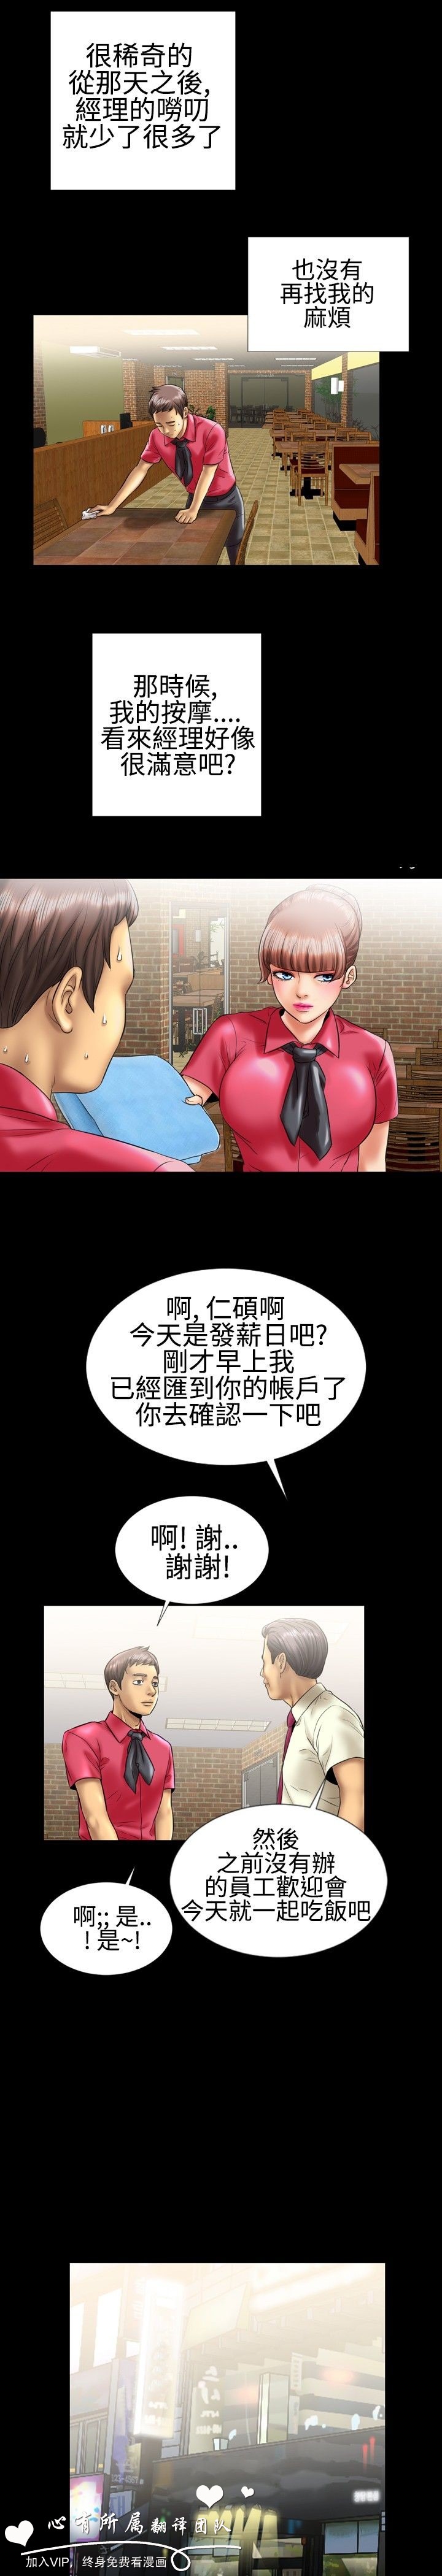 很稀奇的
從那天之後,
經理的嘮叨
就少了很多了
也沒有
再找我的
麻煩
那時候,
我的按摩....
看來經理好像
很滿意吧?
啊, 仁碩啊
今天是發薪日吧?
剛才早上我
已經匯到你的帳戶了
你去確認一下吧
啊! 謝..
謝謝!
然後
之前沒有辦
的員工歡迎會
今天就一起吃飯吧
啊;; 是..
! 是~!
心有所属翻译团队
加入VIP，终身免费看漫画